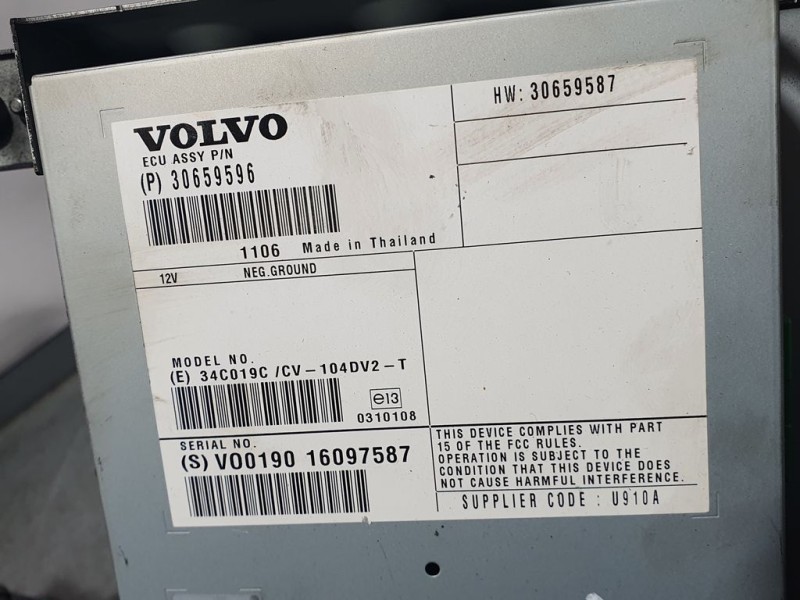 VOLVO
HW: 30659587
ECU ASSY P/N
(P) 30659596
1106 Made in Thailand
12V NEG.GROUND
MODEL NO.
(E) 34C019C /CV-104DV2-T
e13
0310108
SERIAL NO.
(S) VO0190 16097587
THIS DEVICE COMPLIES WITH PART
15 OF THE FCC RULES.
OPERATION IS SUBJECT TO THE
CONDITION THAT THIS DEVICE DOES
NOT CAUSE HARMFUL INTERFERENCE.
SUPPLIER CODE : U910A